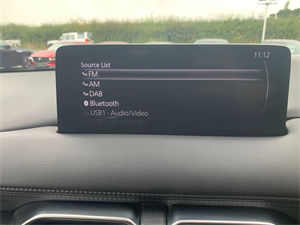 11:12
Source List
FM
AM
DAB
Bluetooth
USB1 - Audio/Video